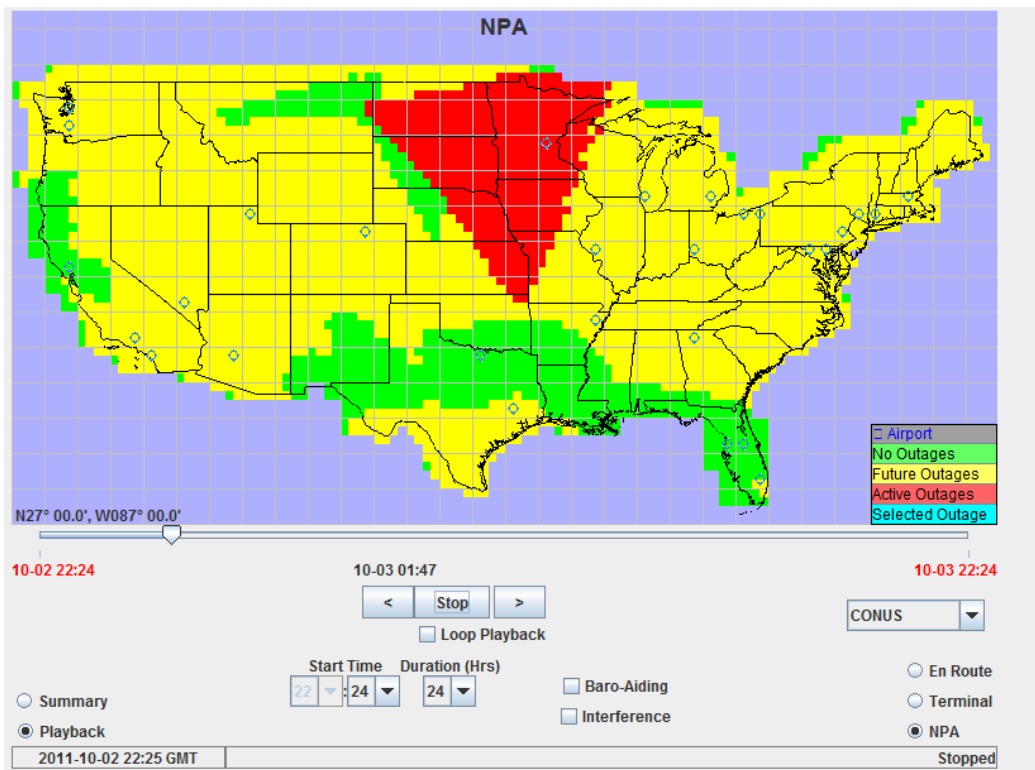 NPA
Airport
No Outages
Future Outages
Active Outages
Selected Outage
N27° 00.0', W087° 00.0'
10-02 22:24
10-03 01:47
10-03 22:24
< Stop >
CONUS
Loop Playback
Start Time Duration (Hrs)
22 : 24 24
Baro-Aiding
Interference
En Route
Terminal
NPA
Summary
Playback
2011-10-02 22:25 GMT Stopped